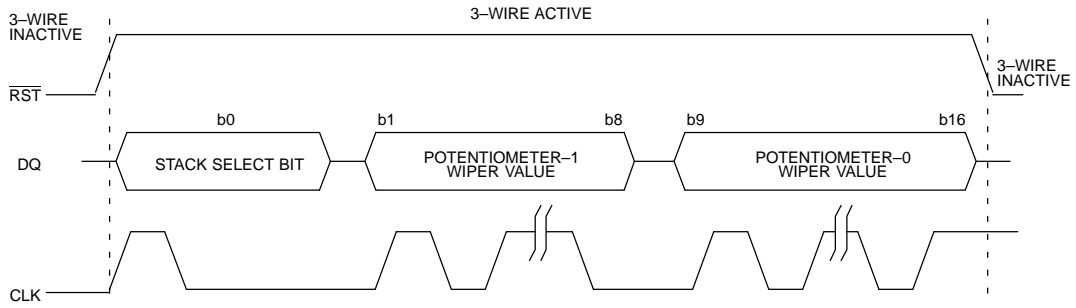 3–WIRE ACTIVE
3–WIRE
INACTIVE
3–WIRE
INACTIVE
RST
b0
b1
b8
b9
b16
DQ
STACK SELECT BIT
POTENTIOMETER–1
WIPER VALUE
POTENTIOMETER–0
WIPER VALUE
CLK